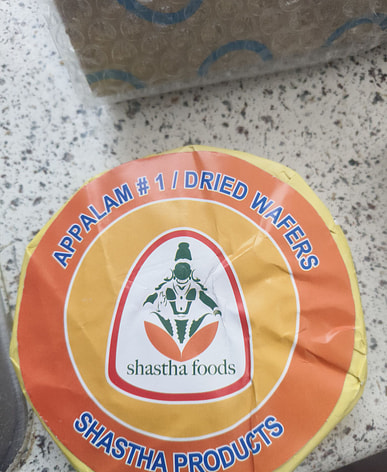 APPALAM # 1 / DRIED WAFERS
shastha foods
SHASTHA PRODUCTS